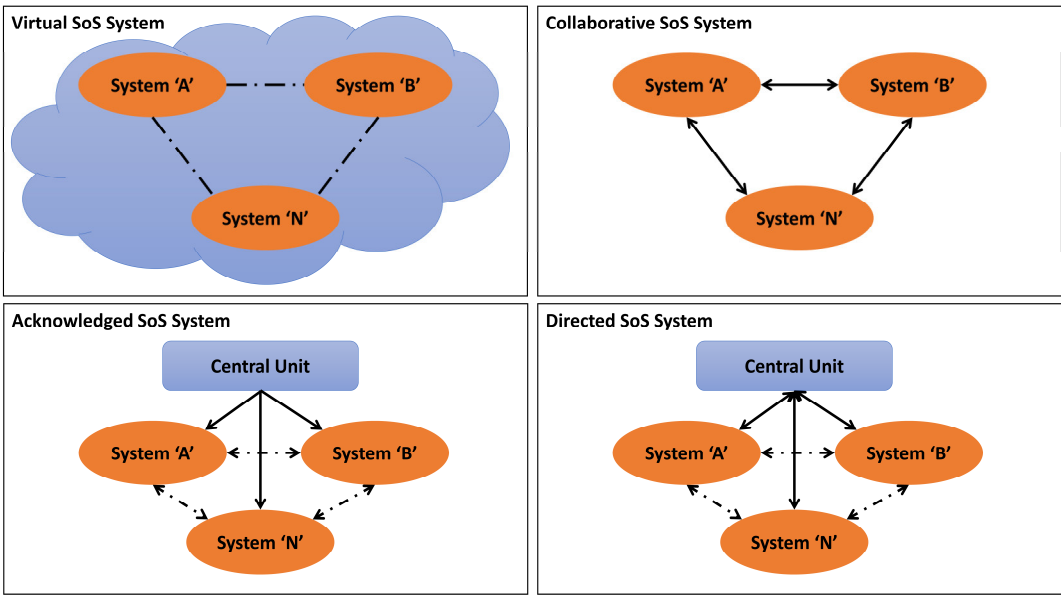 Virtual SoS System
System ‘A’
System ‘B’
System ‘N’
Collaborative SoS System
System ‘A’
System ‘B’
System ‘N’
Acknowledged SoS System
Central Unit
System ‘A’
System ‘B’
System ‘N’
Directed SoS System
Central Unit
System ‘A’
System ‘B’
System ‘N’